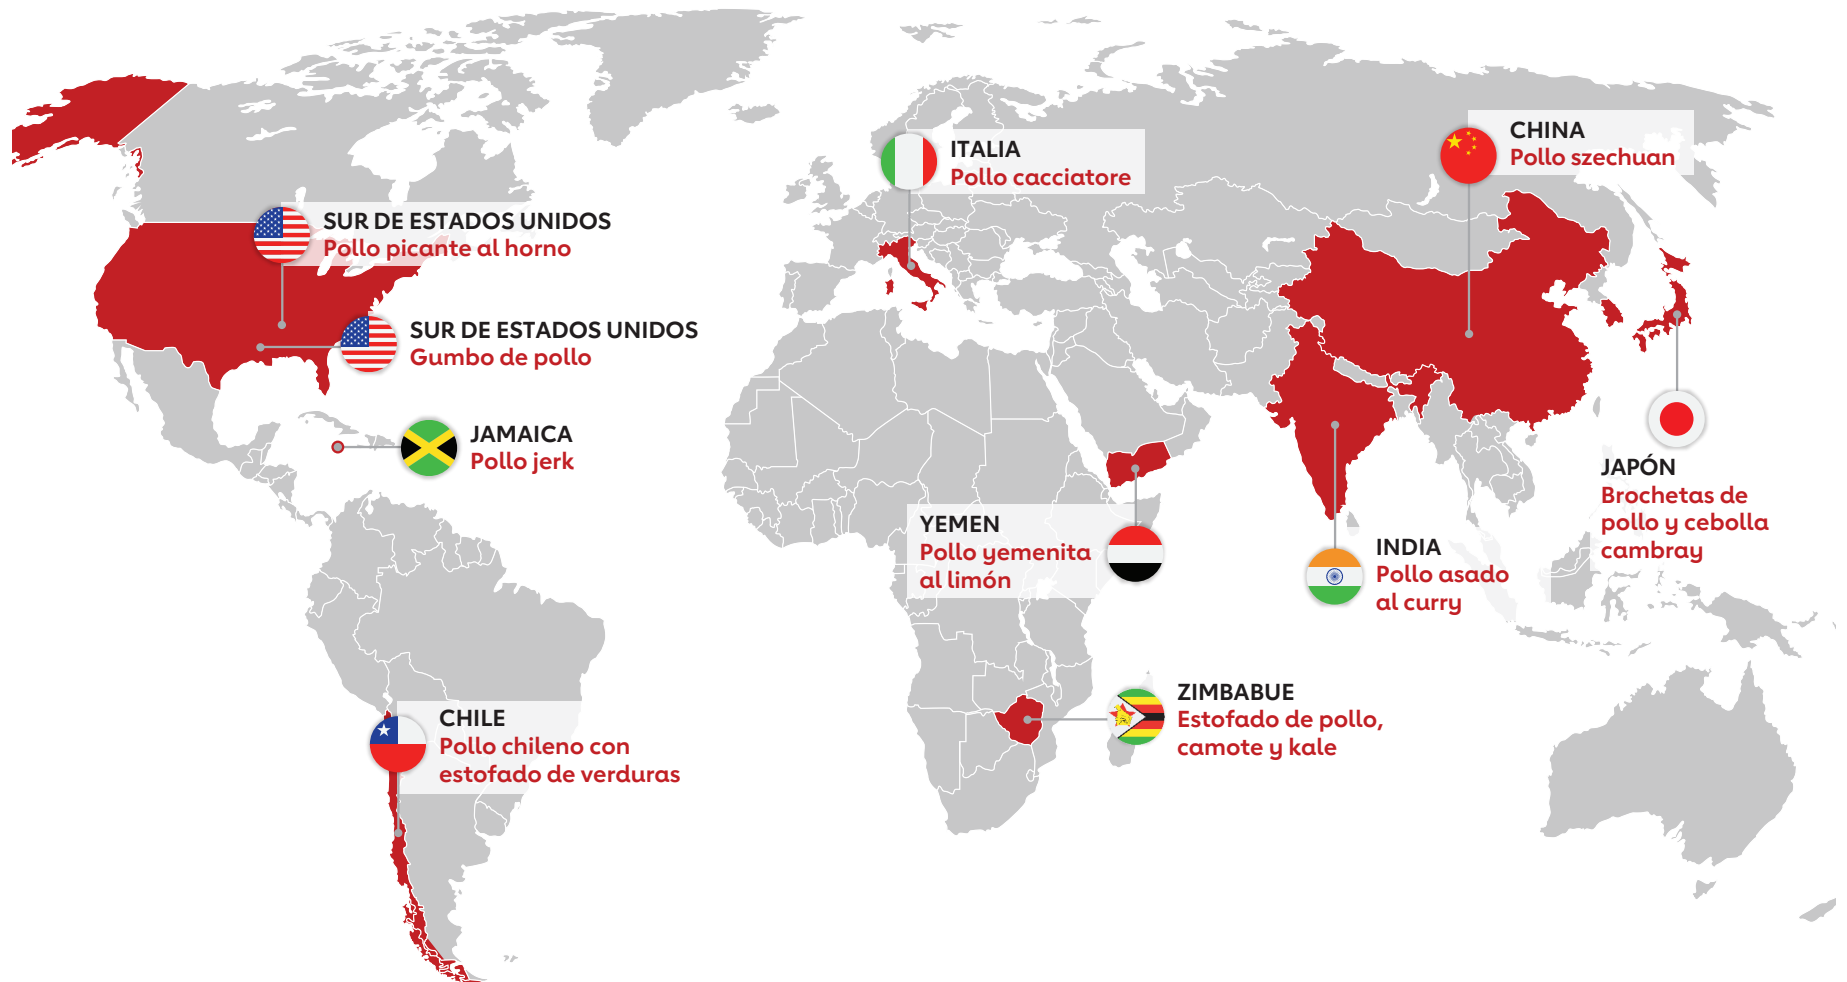 ITALIA
Pollo cacciatore
CHINA
Pollo szechuan
SUR DE ESTADOS UNIDOS
Pollo picante al horno
SUR DE ESTADOS UNIDOS
Gumbo de pollo
JAMAICA
Pollo jerk
JAPÓN
Brochetas de
pollo y cebolla
cambray
YEMEN
Pollo yemenita
al limón
INDIA
Pollo asado
al curry
ZIMBABUE
Estofado de pollo,
camote y kale
CHILE
Pollo chileno con
estofado de verduras